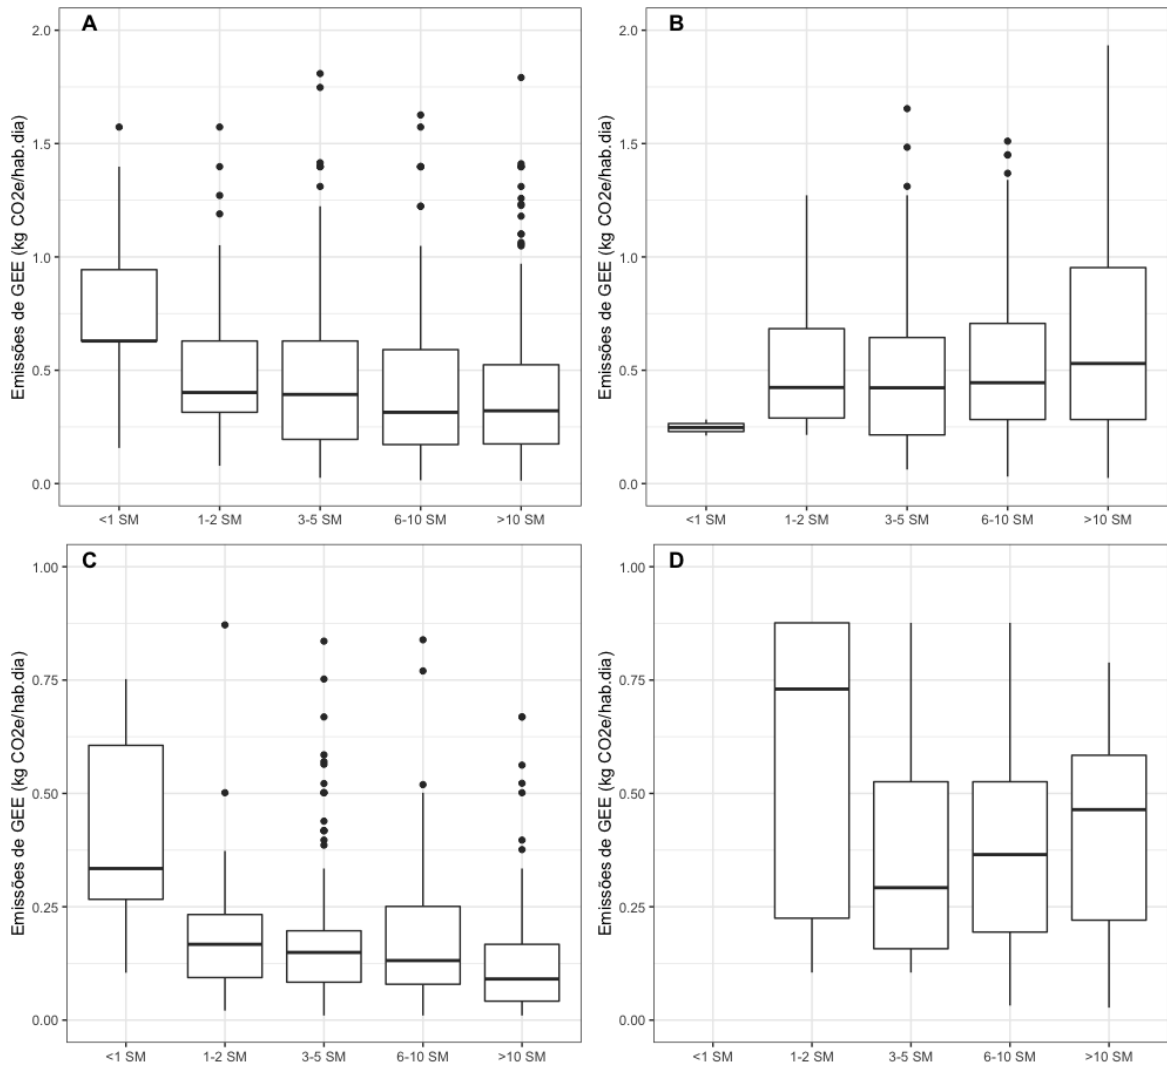 A
Emissões de GEE (kg CO2e/hab.dia)
2.0
1.5
1.0
0.5
0.0
<1 SM 1-2 SM 3-5 SM 6-10 SM >10 SM
B
Emissões de GEE (kg CO2e/hab.dia)
2.0
1.5
1.0
0.5
0.0
<1 SM 1-2 SM 3-5 SM 6-10 SM >10 SM
C
Emissões de GEE (kg CO2e/hab.dia)
1.00
0.75
0.50
0.25
0.00
<1 SM 1-2 SM 3-5 SM 6-10 SM >10 SM
D
Emissões de GEE (kg CO2e/hab.dia)
1.00
0.75
0.50
0.25
0.00
<1 SM 1-2 SM 3-5 SM 6-10 SM >10 SM